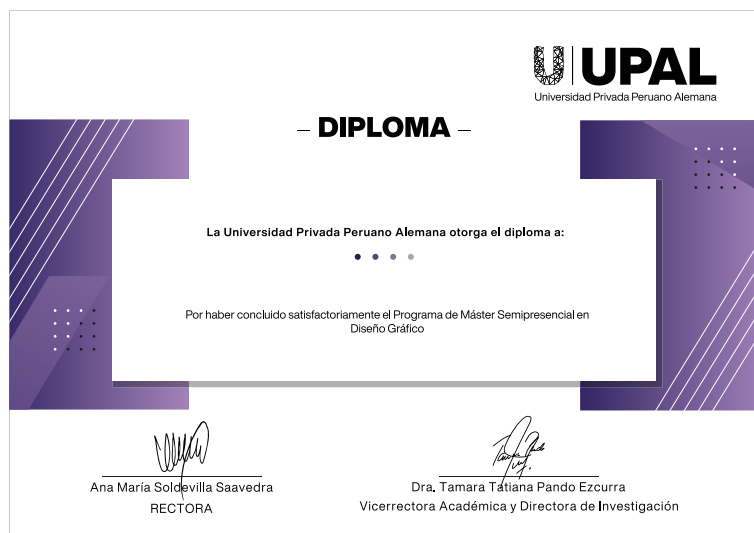 UPAL
Universidad Privada Peruano Alemana
– DIPLOMA –
La Universidad Privada Peruano Alemana otorga el diploma a:
Por haber concluido satisfactoriamente el Programa de Máster Semipresencial en
Diseño Gráfico
Ana María Soldevilla Saavedra
RECTORA
Dra. Tamara Tatiana Pando Ezcurra
Vicerrectora Académica y Directora de Investigación